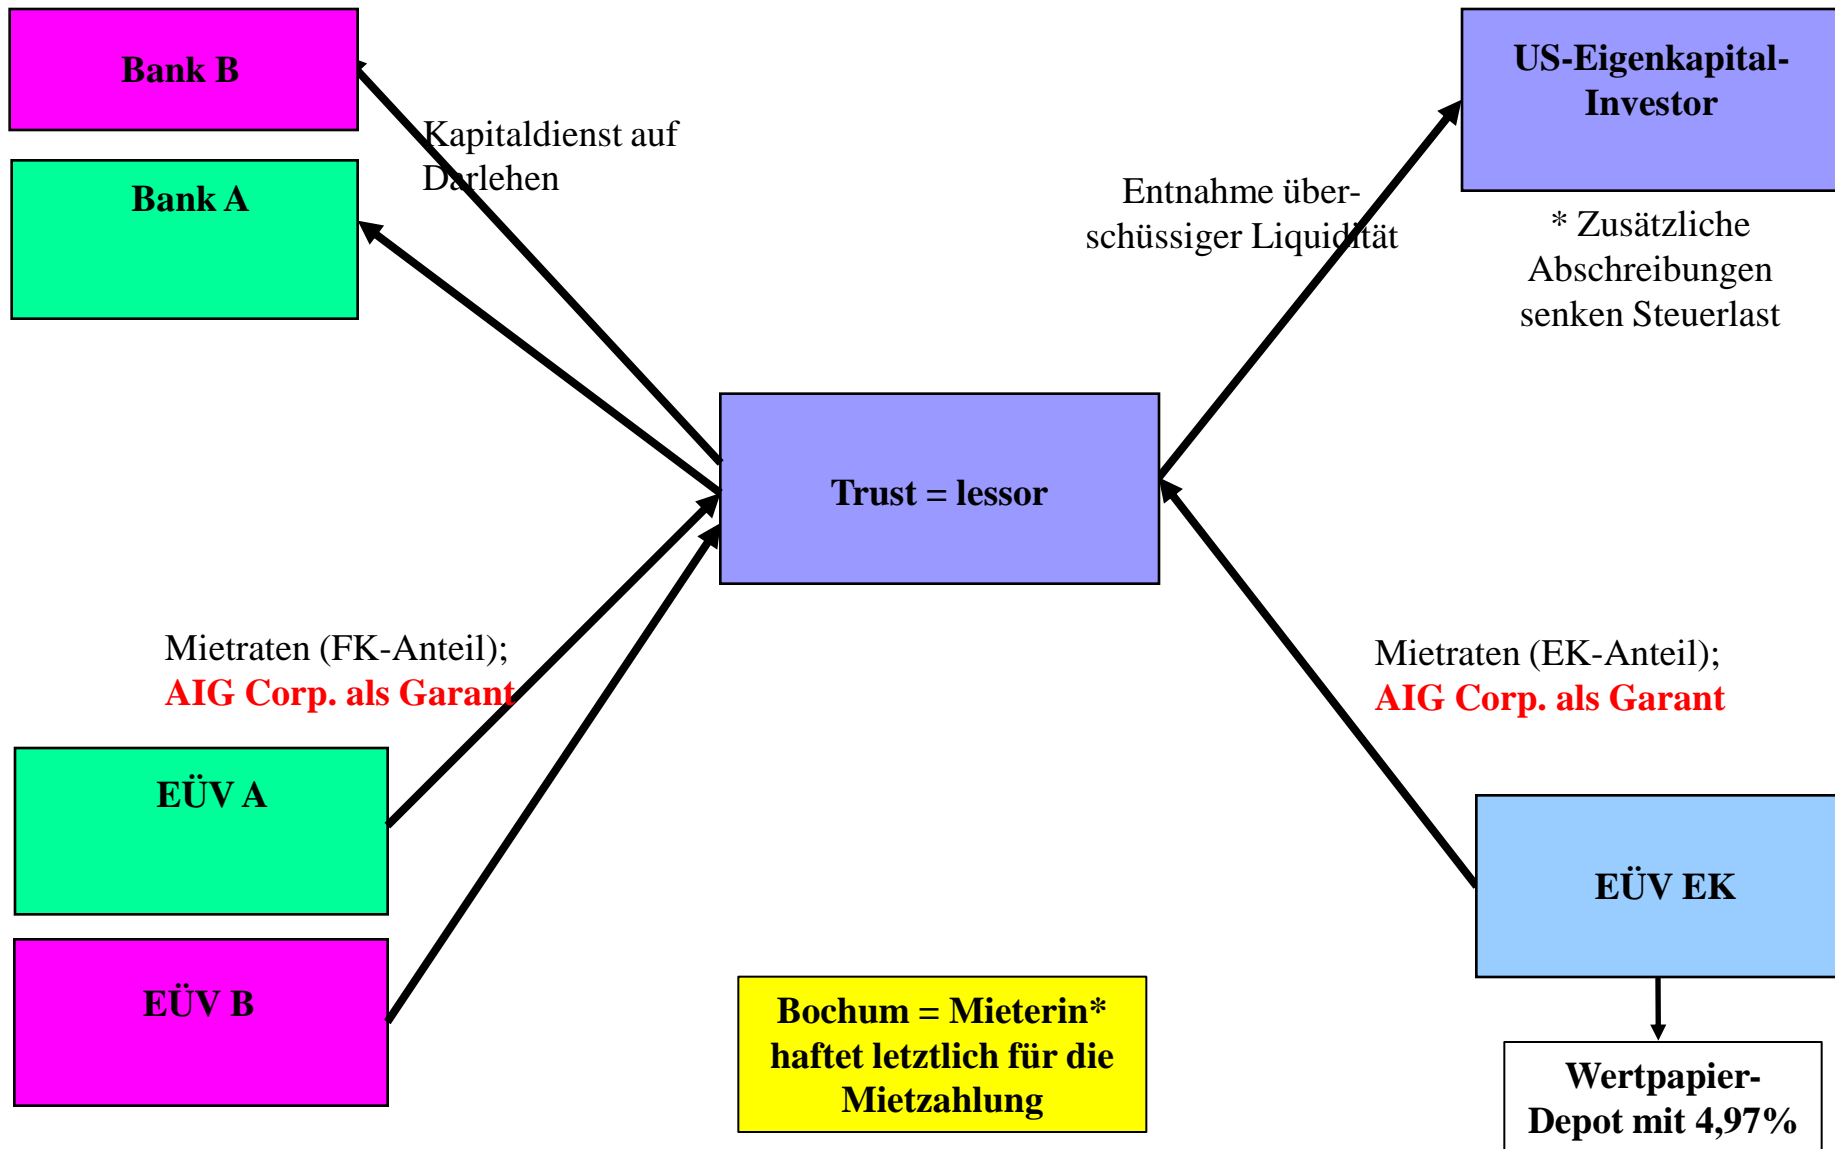 Bank B
US-Eigenkapital-
Investor
Kapitaldienst auf
Darlehen
Bank A
Entnahme über-
schüssiger Liquidität
* Zusätzliche
Abschreibungen
senken Steuerlast
Trust = lessor
Mietraten (FK-Anteil);
AIG Corp. als Garant
Mietraten (EK-Anteil);
AIG Corp. als Garant
EÜV A
EÜV EK
EÜV B
Bochum = Mieterin*
haftet letztlich für die
Mietzahlung
Wertpapier-
Depot mit 4,97%